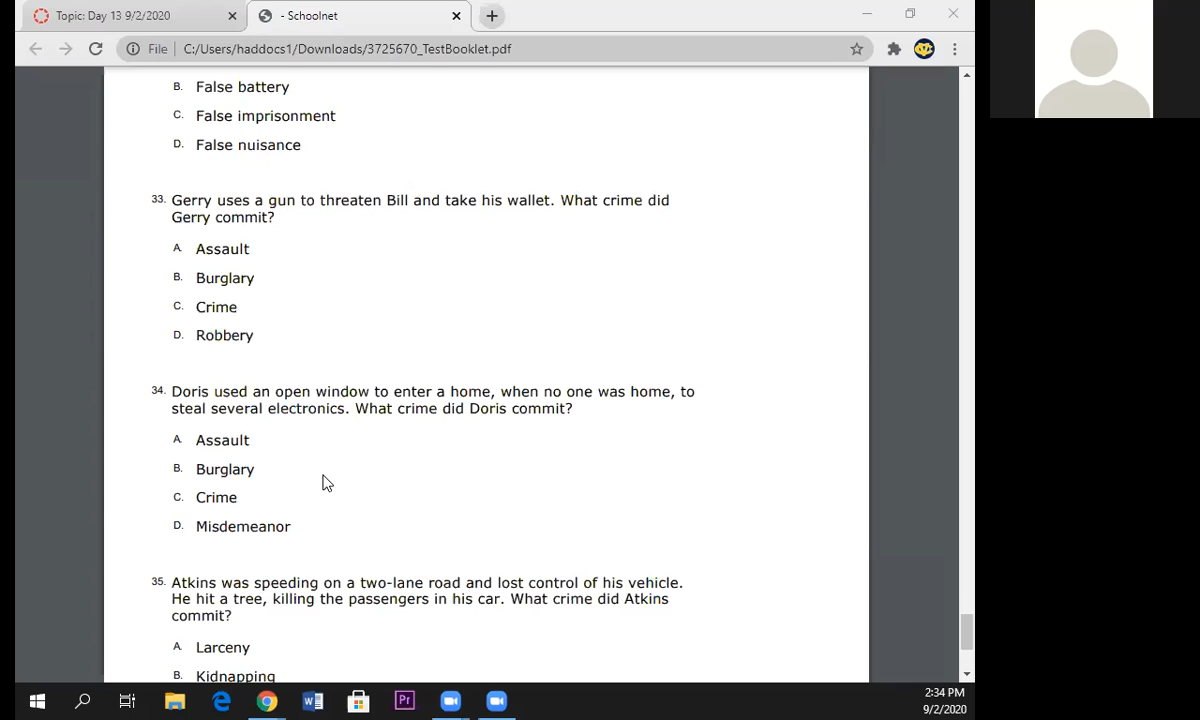 Topic: Day 13 9/2/2020
- Schoolnet
File
C:/Users/haddocs1/Downloads/3725670_TestBooklet.pdf
B. False battery
C. False imprisonment
D. False nuisance
33. Gerry uses a gun to threaten Bill and take his wallet. What crime did
Gerry commit?
A. Assault
B. Burglary
C. Crime
D. Robbery
34. Doris used an open window to enter a home, when no one was home, to
steal several electronics. What crime did Doris commit?
A. Assault
B. Burglary
C. Crime
D. Misdemeanor
35. Atkins was speeding on a two-lane road and lost control of his vehicle.
He hit a tree, killing the passengers in his car. What crime did Atkins
commit?
A. Larceny
B. Kidnapping
W
Pr
2:34 PM
9/2/2020